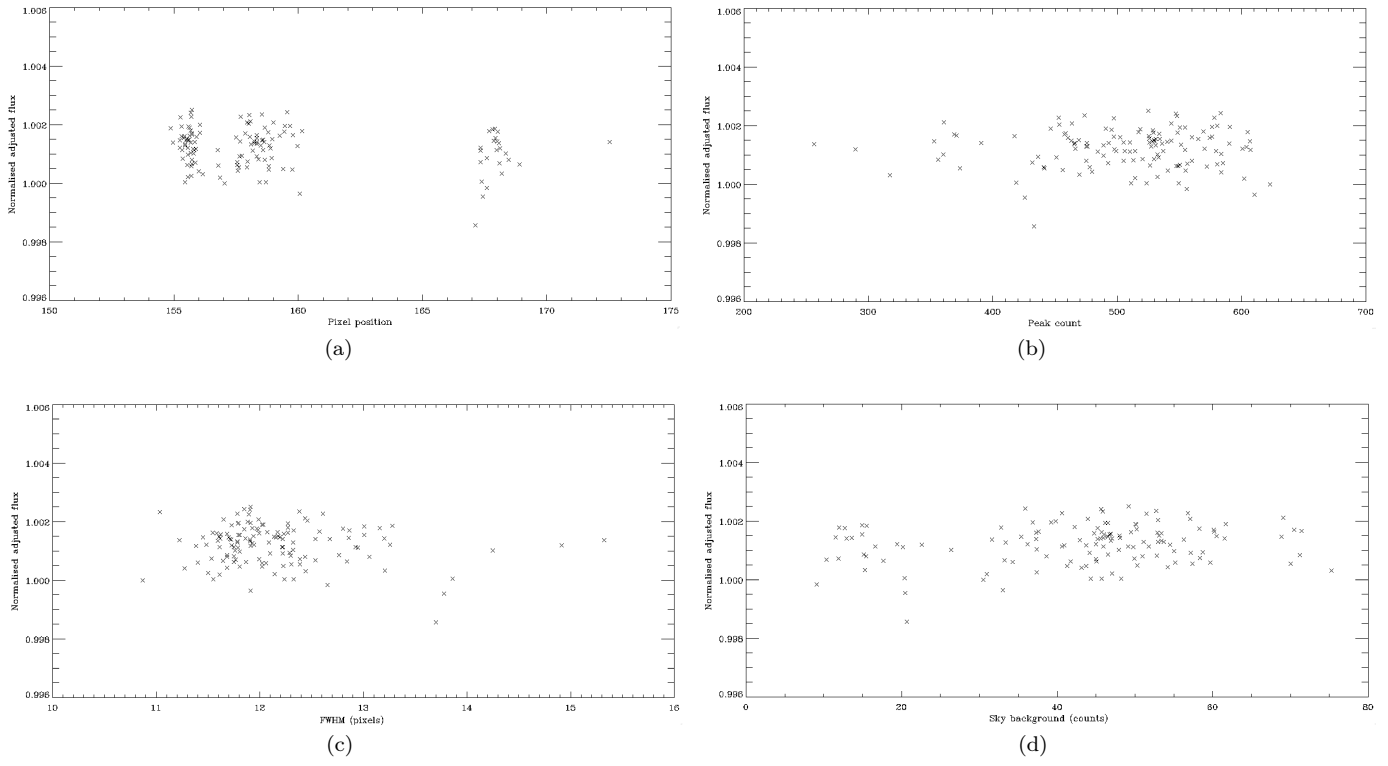 1.006
1.004
1.002
1.000
0.998
0.996
Normalised adjusted flux
150 155 160 165 170 175
Pixel position
(a)
1.006
1.004
1.002
1.000
0.998
0.996
Normalised adjusted flux
200 300 400 500 600 700
Peak count
(b)
1.006
1.004
1.002
1.000
0.998
0.996
Normalised adjusted flux
10 11 12 13 14 15 16
FWHM (pixels)
(c)
1.006
1.004
1.002
1.000
0.998
0.996
Normalised adjusted flux
0 20 40 60 80
Sky background (counts)
(d)